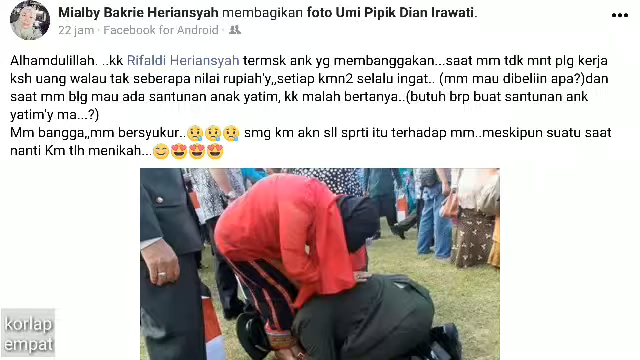 Mialby Bakrie Heriansyah membagikan foto Umi Pipik Dian Irawati.
22 jam · Facebook for Android ·
Alhamdulillah. ..kk Rifaldi Heriansyah termsk ank yg membanggakan...saat mm tdk mnt plg kerja
ksh uang walau tak seberapa nilai rupiah'y,,setiap kmn2 selalu ingat.. (mm mau dibeliin apa?)dan
saat mm blg mau ada santunan anak yatim, kk malah bertanya..(butuh brp buat santunan ank
yatim'y ma...?)
Mm bangga,,mm bersyukur..😢😢😢 smg km akn sll sprti itu terhadap mm..meskipun suatu saat
nanti Km tlh menikah...😊😍😍😍
korlap
empat